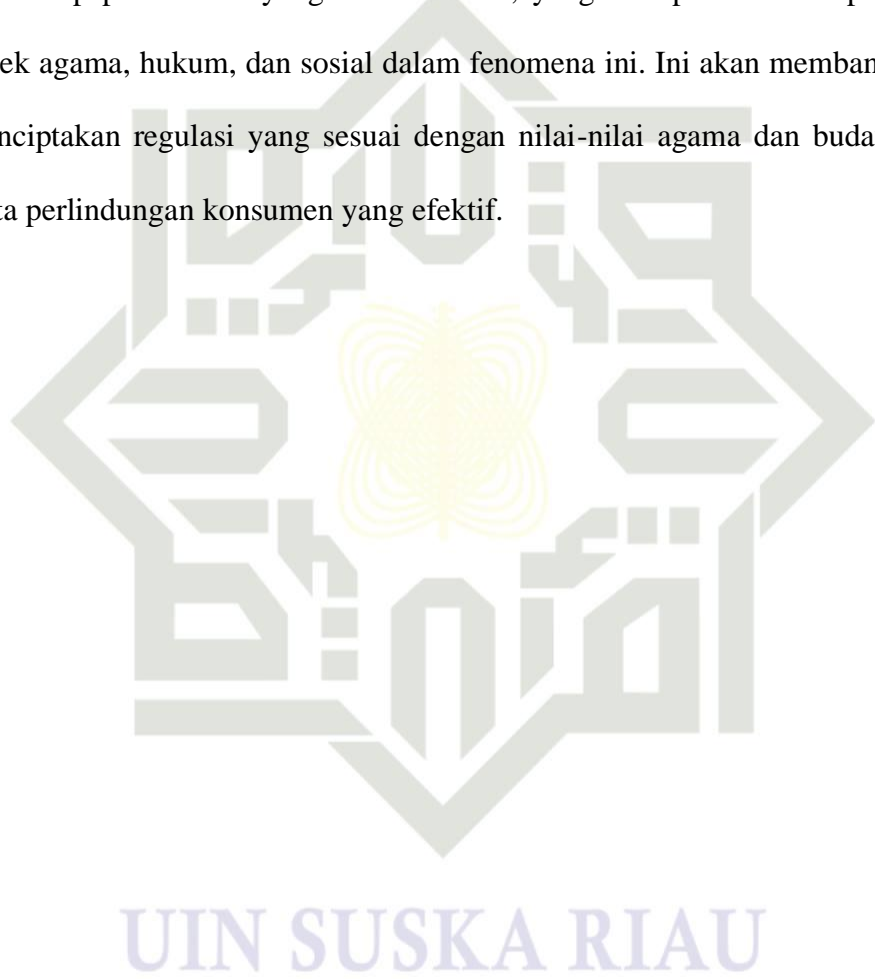 ek agama, hukum, dan sosial dalam fenomena ini. Ini akan memban
nciptakan regulasi yang sesuai dengan nilai-nilai agama dan buda
ta perlindungan konsumen yang efektif.
UIN SUSKA RIAU